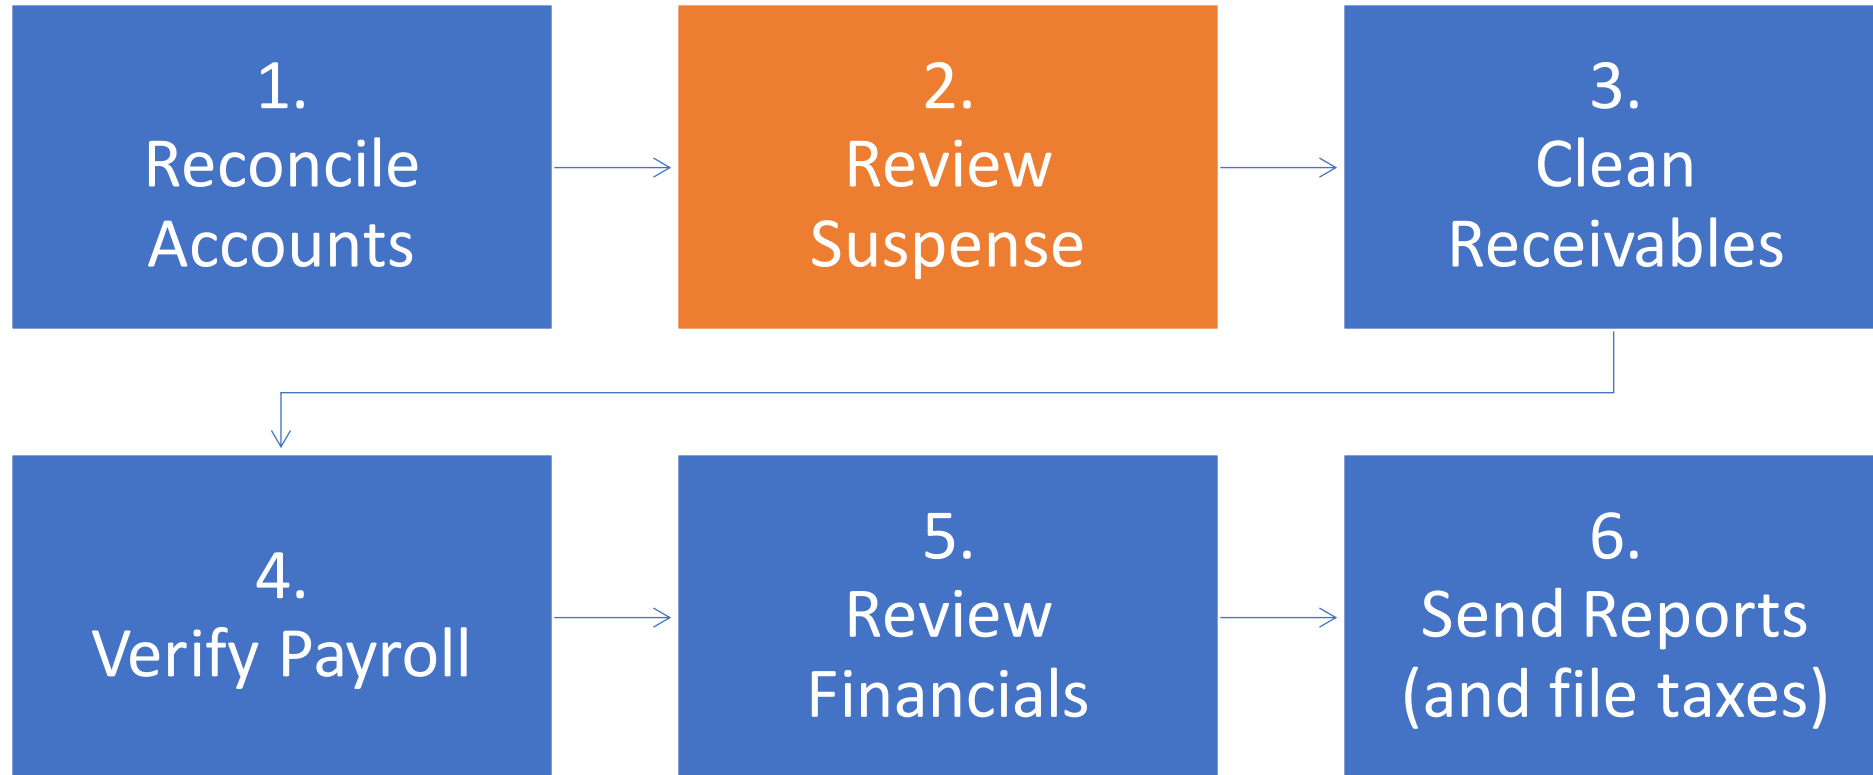 1.
Reconcile
Accounts
2.
Review
Suspense
3.
Clean
Receivables
4.
Verify Payroll
5.
Review
Financials
6.
Send Reports
(and file taxes)